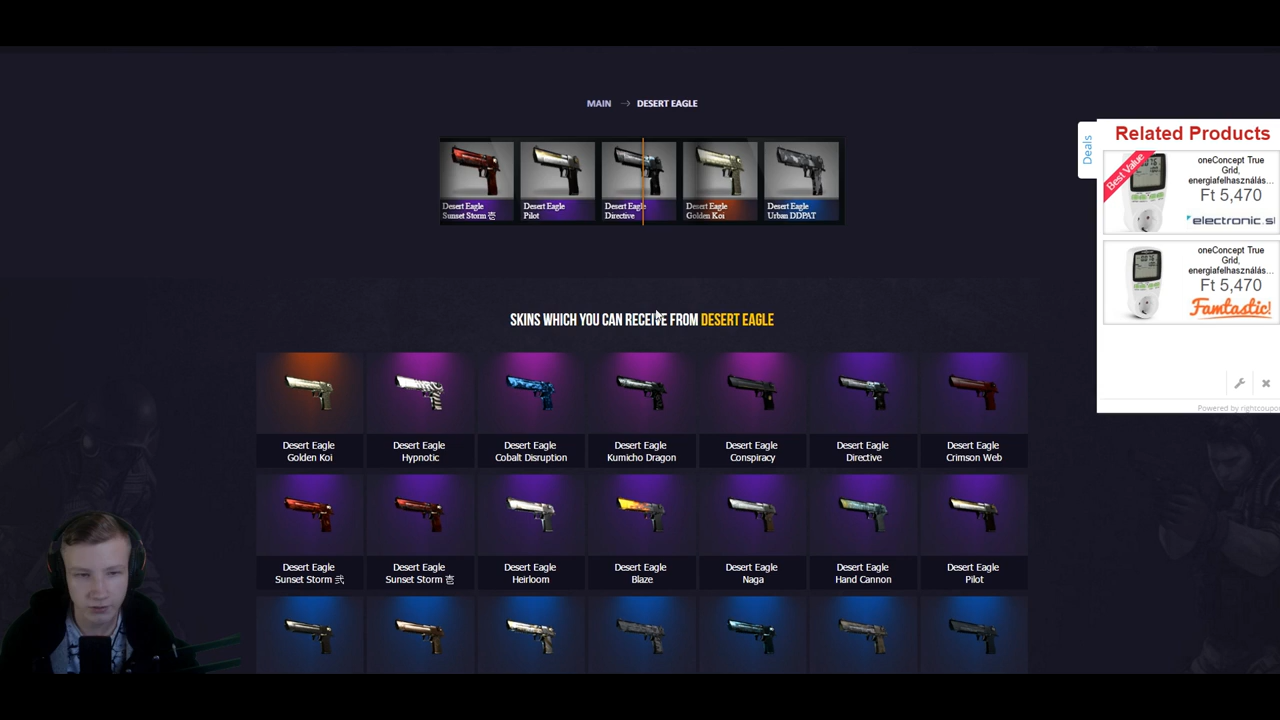 MAIN → DESERT EAGLE
Desert Eagle
Sunset Storm 壱
Desert Eagle
Pilot
Desert Eagle
Directive
Desert Eagle
Golden Koi
Desert Eagle
Urban DDPAT
SKINS WHICH YOU CAN RECEIVE FROM DESERT EAGLE
Desert Eagle
Golden Koi
Desert Eagle
Hypnotic
Desert Eagle
Cobalt Disruption
Desert Eagle
Kumicho Dragon
Desert Eagle
Conspiracy
Desert Eagle
Directive
Desert Eagle
Crimson Web
Desert Eagle
Sunset Storm 弐
Desert Eagle
Sunset Storm 壱
Desert Eagle
Heirloom
Desert Eagle
Blaze
Desert Eagle
Naga
Desert Eagle
Hand Cannon
Desert Eagle
Pilot
Deals
Related Products
Best Value
oneConcept True
Grid,
energiafelhasználás...
Ft 5,470
electronic.s
oneConcept True
Grid,
energiafelhasználás...
Ft 5,470
Famtastic!
Powered by rightcoupo